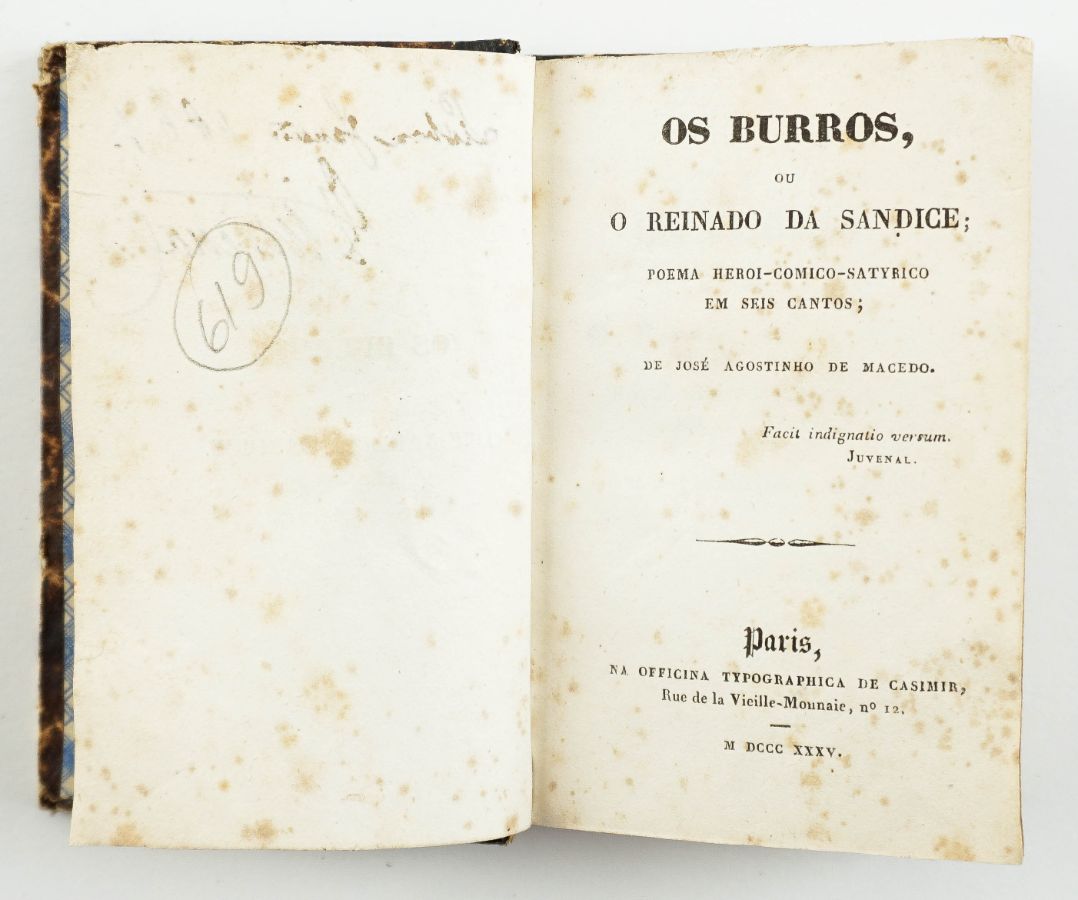 619
OS BURROS,
OU
O REINADO DA SANDICE;
POEMA HEROI-COMICO-SATYRICO
EM SEIS CANTOS;
DE JOSÉ AGOSTINHO DE MACEDO.
Facit indignatio versum.
JUVENAL.
Paris,
NA OFFICINA TYPOGRAPHICA DE CASIMIR,
Rue de la Vieille-Monnaie, nº 12.
M DCCC XXXV.